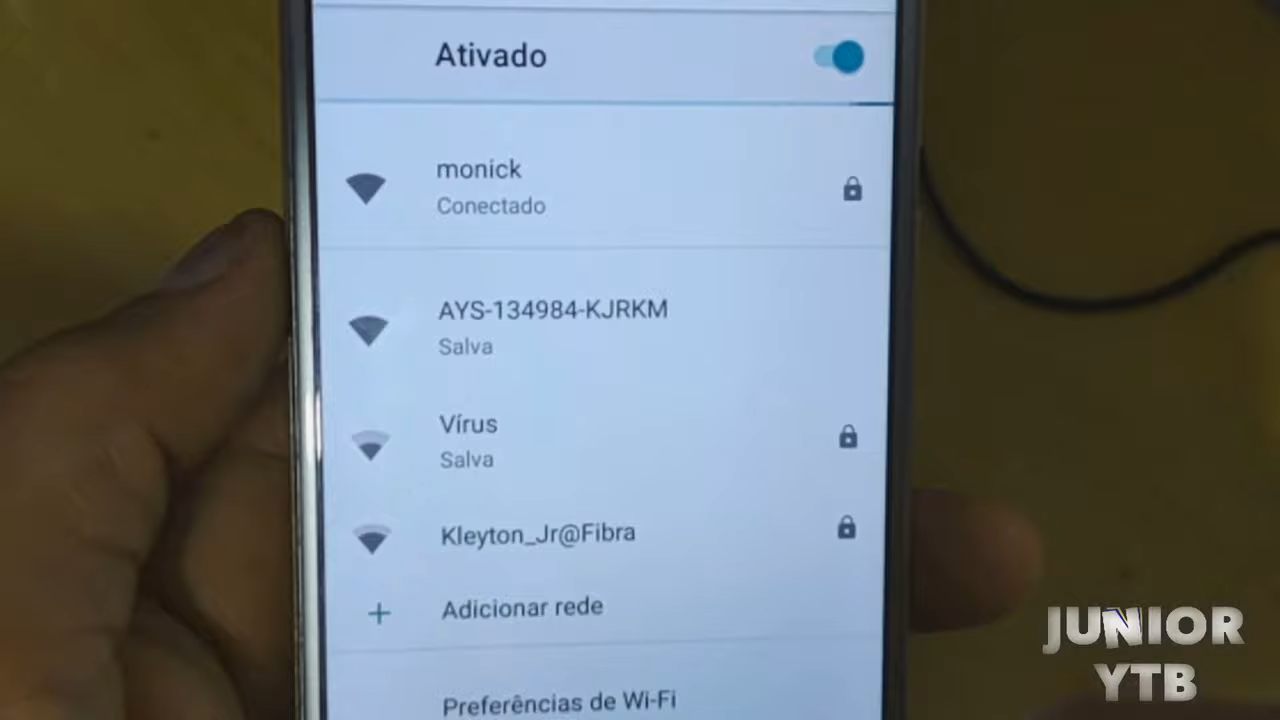 Ativado
monick
Conectado
AYS-134984-KJRKM
Salva
Vírus
Salva
Kleyton_Jr@Fibra
Adicionar rede
Preferências de Wi-Fi
JUNIOR
YTB